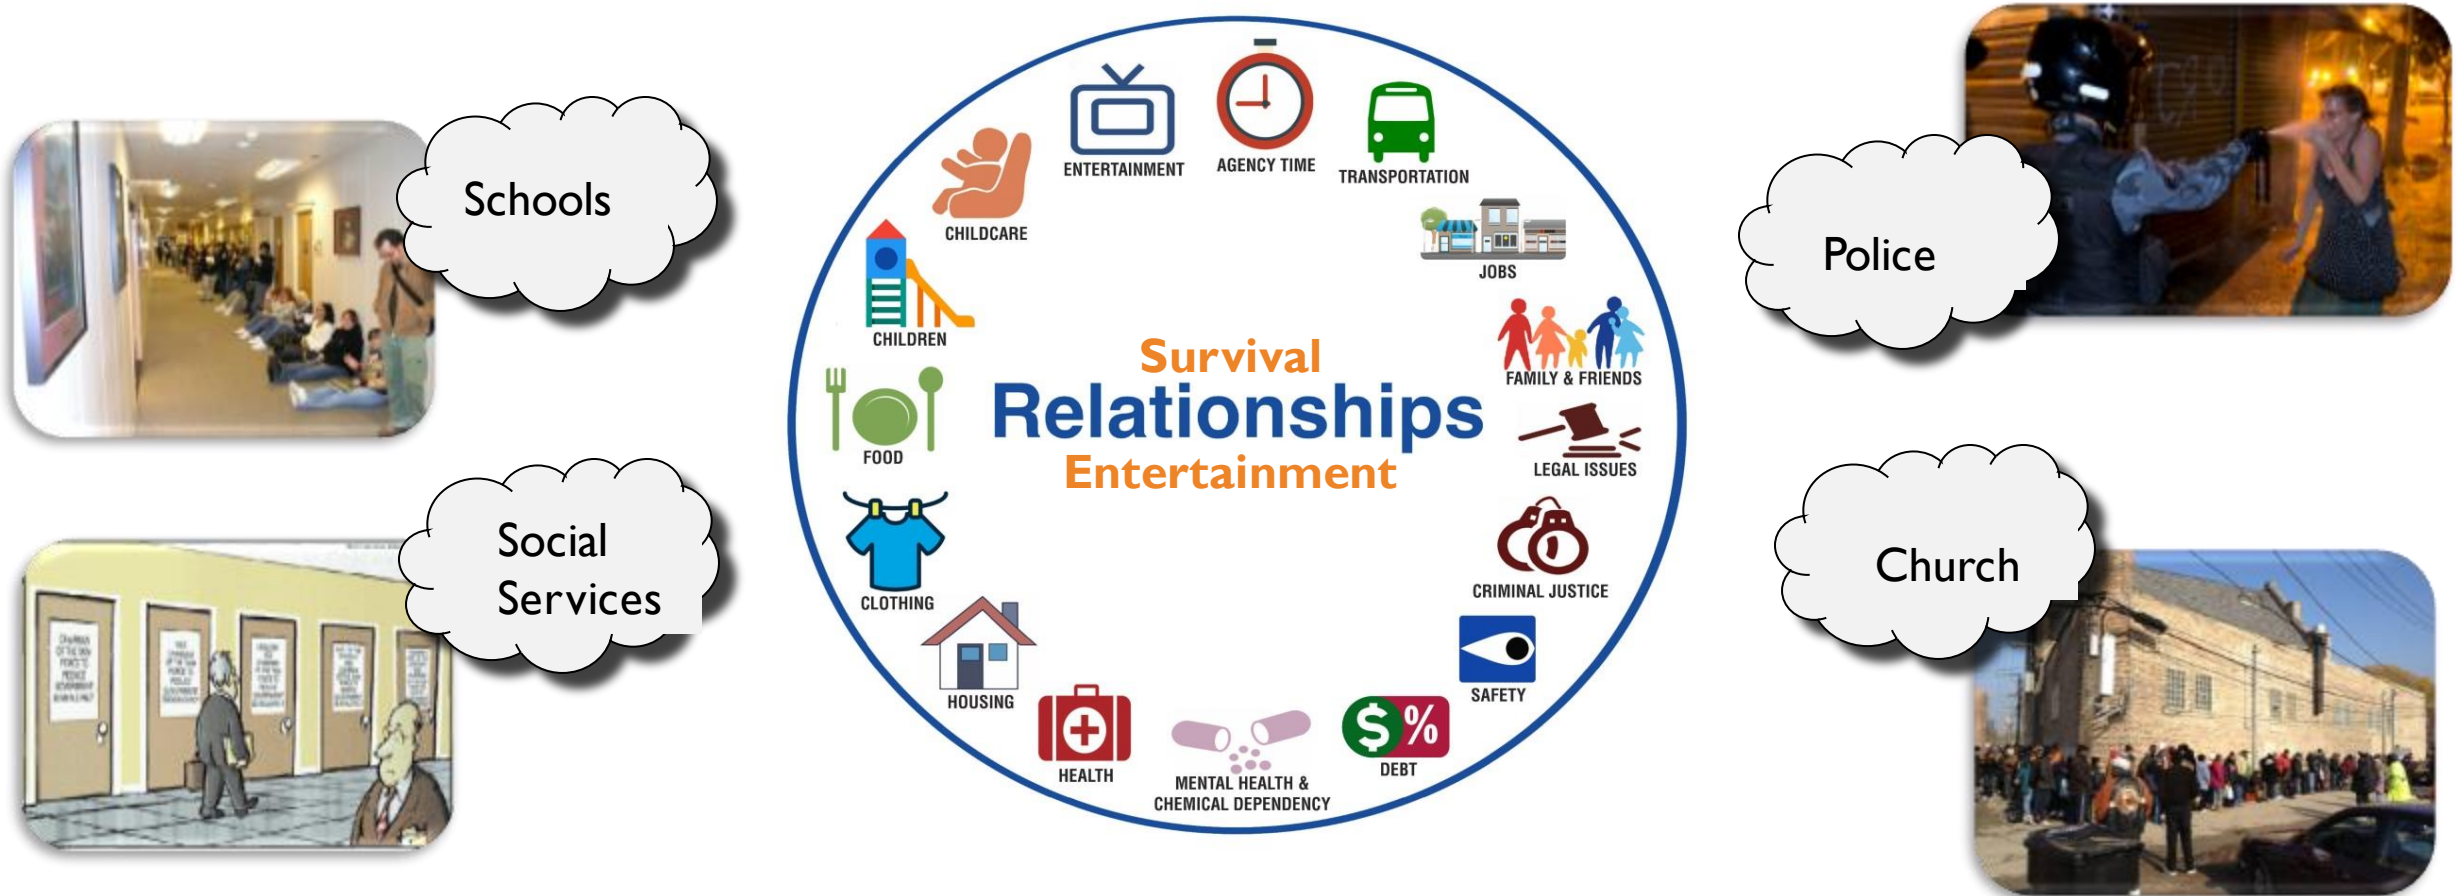 Schools
Social
Services
ENTERTAINMENT
AGENCY TIME
TRANSPORTATION
JOBS
FAMILY & FRIENDS
LEGAL ISSUES
CRIMINAL JUSTICE
SAFETY
DEBT
MENTAL HEALTH &
CHEMICAL DEPENDENCY
HEALTH
HOUSING
CLOTHING
FOOD
CHILDREN
CHILDCARE
Survival
Relationships
Entertainment
Police
Church